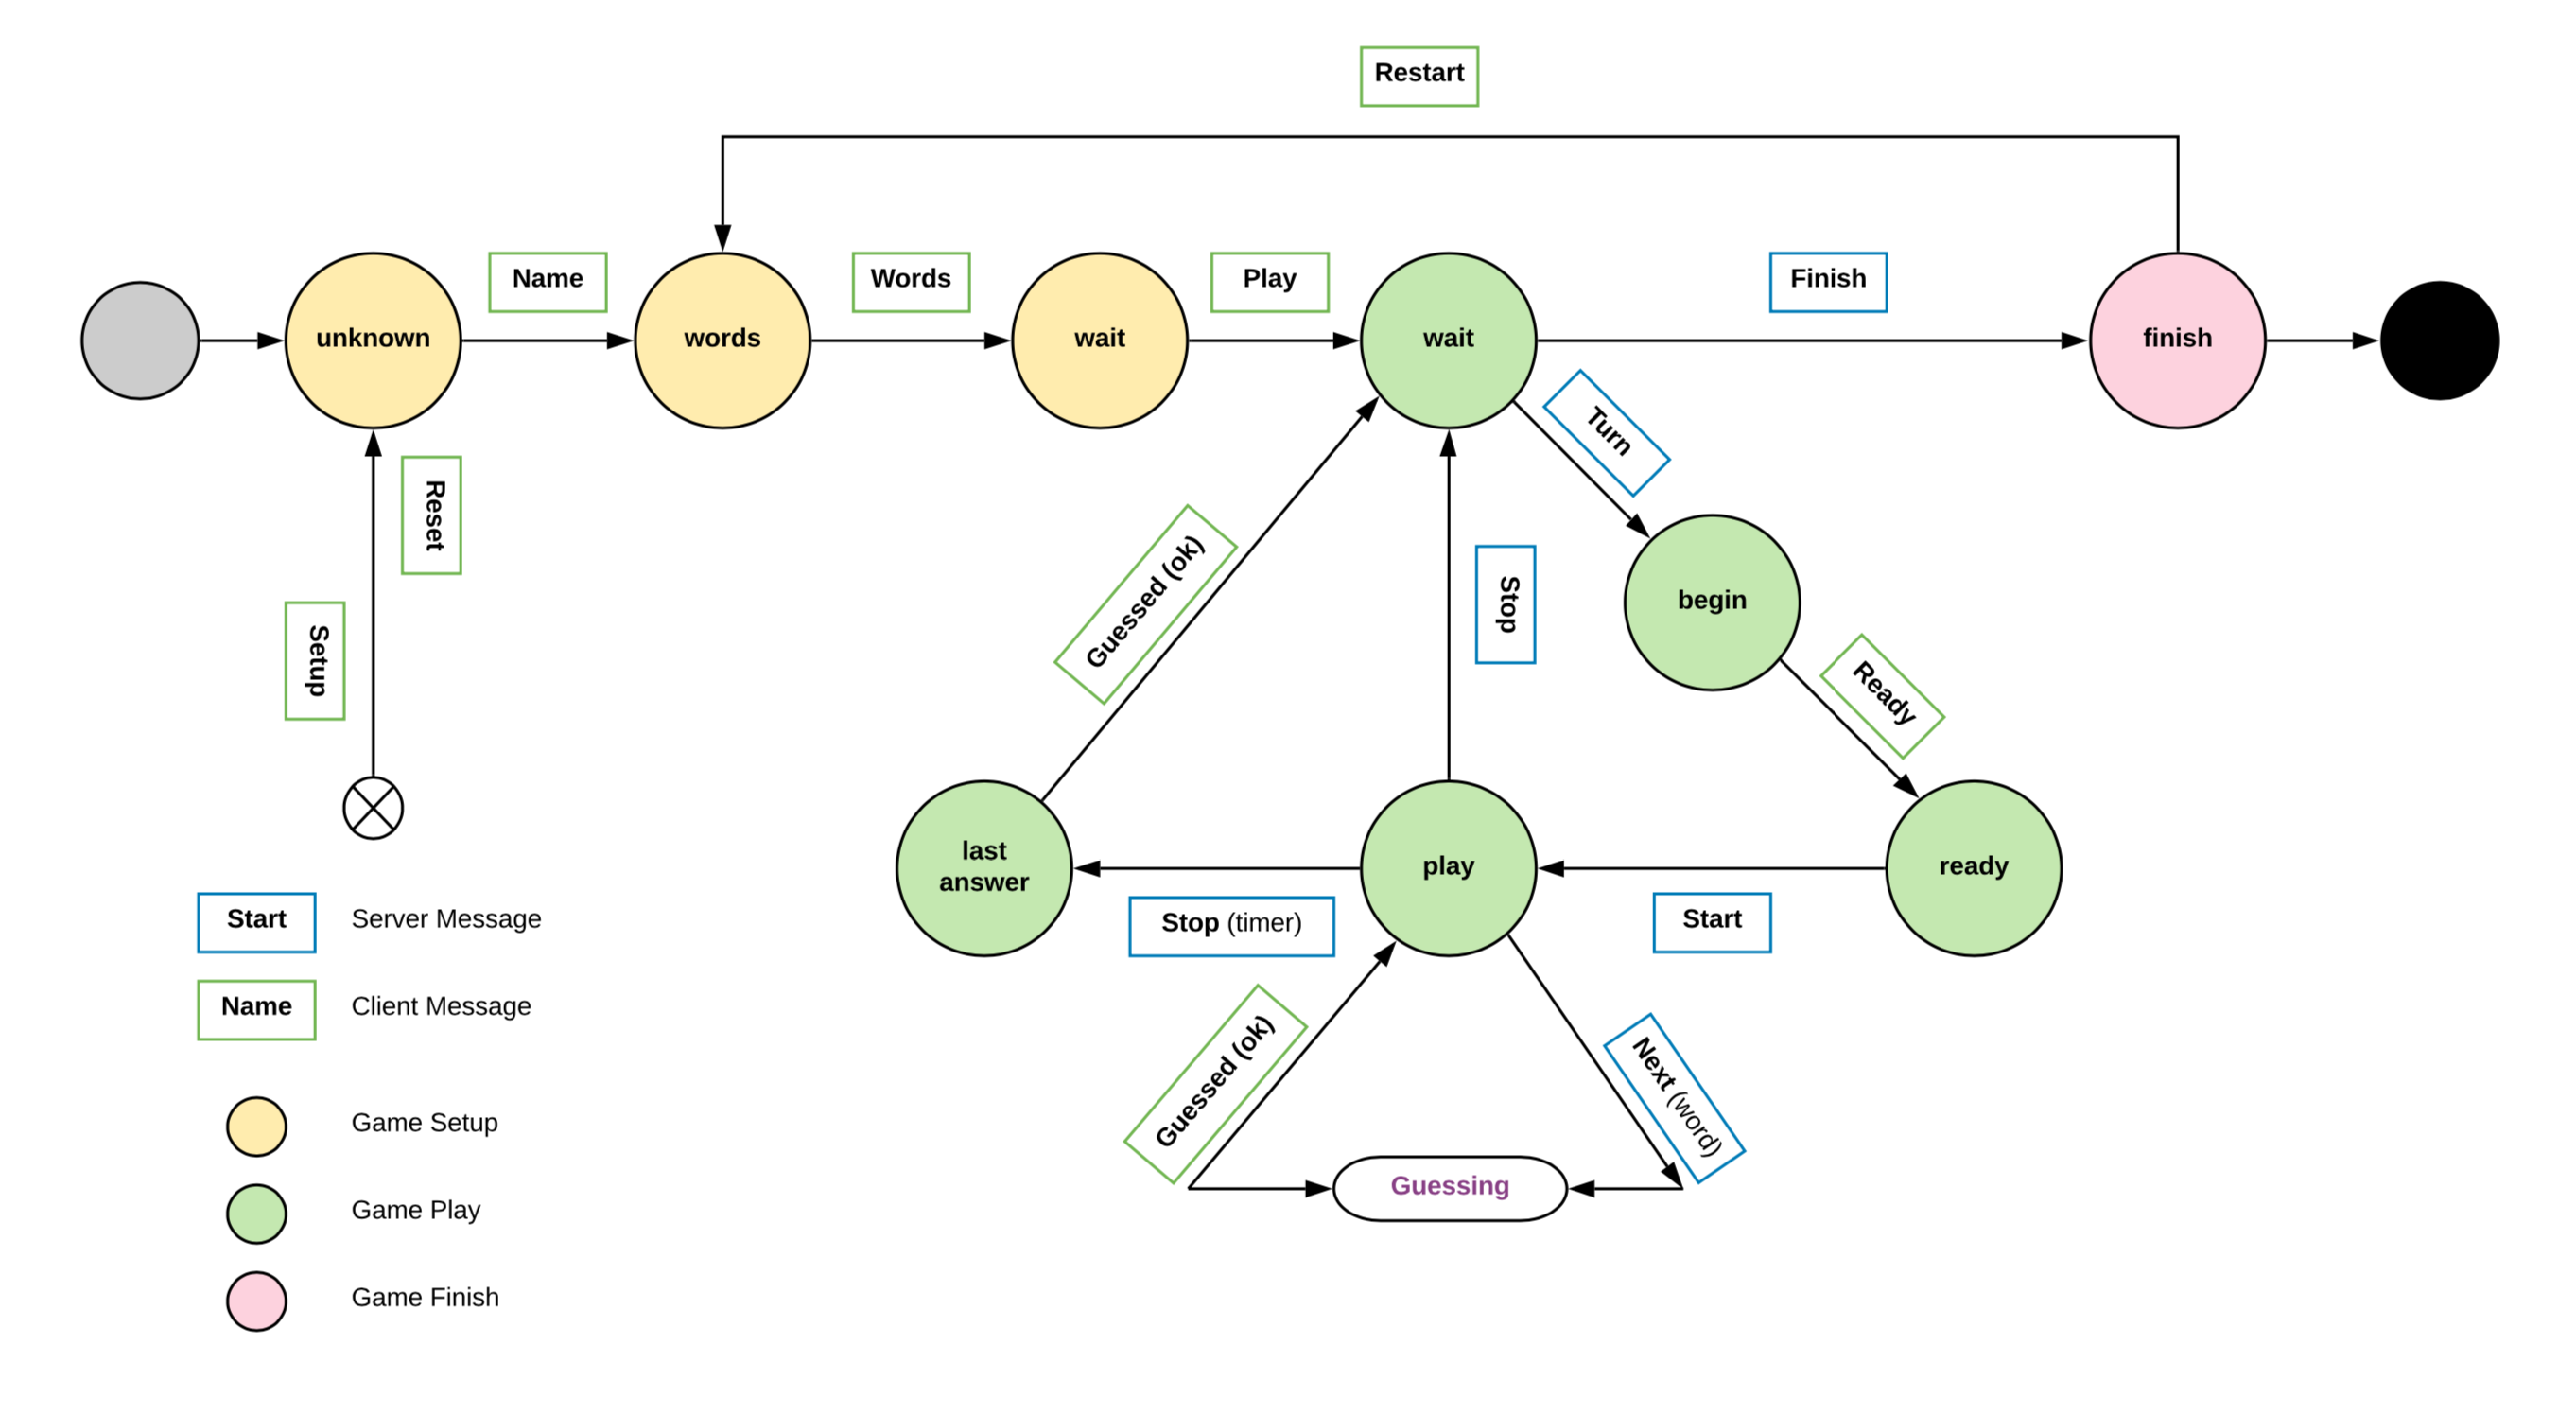 Restart
Name
Words
Play
Finish
unknown
words
wait
wait
finish
Turn
Reset
Guessed (ok)
Stop
begin
Setup
Ready
last
answer
play
ready
Stop (timer)
Start
Start
Server Message
Name
Client Message
Guessed (ok)
Next (word)
Game Setup
Guessing
Game Play
Game Finish